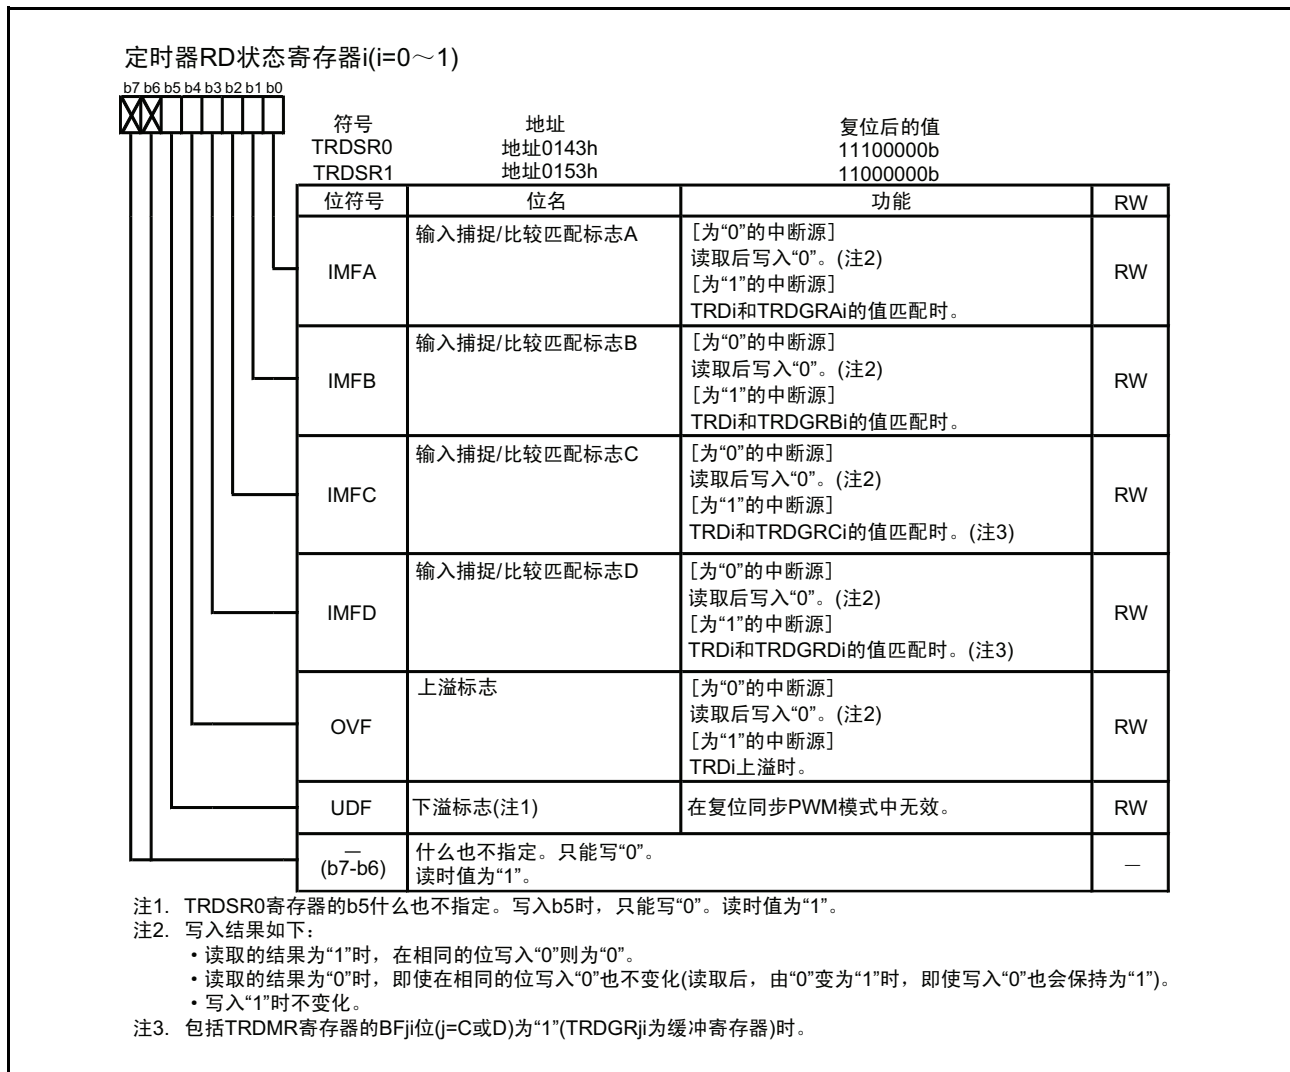 定时器RD状态寄存器i(i=0～1)
b7 b6 b5 b4 b3 b2 b1 b0
符号 地址 复位后的值
TRDSR0 地址0143h 11100000b
TRDSR1 地址0153h 11000000b
位符号 位名 功能 RW
IMFA 输入捕捉/比较匹配标志A [为“0”的中断源]
读取后写入“0”。(注2)
[为“1”的中断源]
TRDi和TRDGRAi的值匹配时。 RW
IMFB 输入捕捉/比较匹配标志B [为“0”的中断源]
读取后写入“0”。(注2)
[为“1”的中断源]
TRDi和TRDGRBi的值匹配时。 RW
IMFC 输入捕捉/比较匹配标志C [为“0”的中断源]
读取后写入“0”。(注2)
[为“1”的中断源]
TRDi和TRDGRCi的值匹配时。(注3) RW
IMFD 输入捕捉/比较匹配标志D [为“0”的中断源]
读取后写入“0”。(注2)
[为“1”的中断源]
TRDi和TRDGRDi的值匹配时。(注3) RW
OVF 上溢标志 [为“0”的中断源]
读取后写入“0”。(注2)
[为“1”的中断源]
TRDi上溢时。 RW
UDF 下溢标志(注1) 在复位同步PWM模式中无效。 RW
—
(b7-b6) 什么也不指定。只能写“0”。
读时值为“1”。 —
注1. TRDSR0寄存器的b5什么也不指定。写入b5时，只能写“0”。读时值为“1”。
注2. 写入结果如下：
・读取的结果为“1”时，在相同的位写入“0”则为“0”。
・读取的结果为“0”时，即使在相同的位写入“0”也不变化(读取后，由“0”变为“1”时，即使写入“0”也会保持为“1”)。
・写入“1”时不变化。
注3. 包括TRDMR寄存器的BFji位(j=C或D)为“1”(TRDGRji为缓冲寄存器)时。